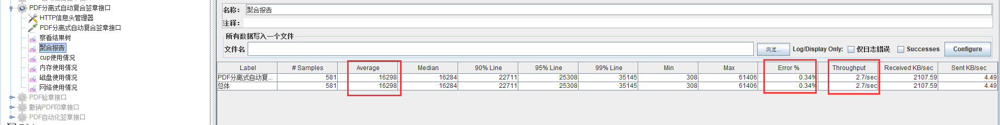 PDF分离式自动复合签章接口
HTTP信息头管理器
PDF分离式自动复合签章接口
察看结果树
聚合报告
cup使用情况
内存使用情况
磁盘使用情况
网络使用情况
PDF验章接口
撤销PDF印章接口
PDF自动化签章接口
名称： 聚合报告
注释：
所有数据写入一个文件
文件名 浏览... Log/Display Only: 仅日志错误 Successes Configure
Label # Samples Average Median 90% Line 95% Line 99% Line Min Max Error % Throughput Received KB/sec Sent KB/sec
PDF分离式自动复... 581 16298 16284 22711 25308 35145 308 61406 0.34% 2.7/sec 2107.59 4.49
总体 581 16298 16284 22711 25308 35145 308 61406 0.34% 2.7/sec 2107.59 4.49